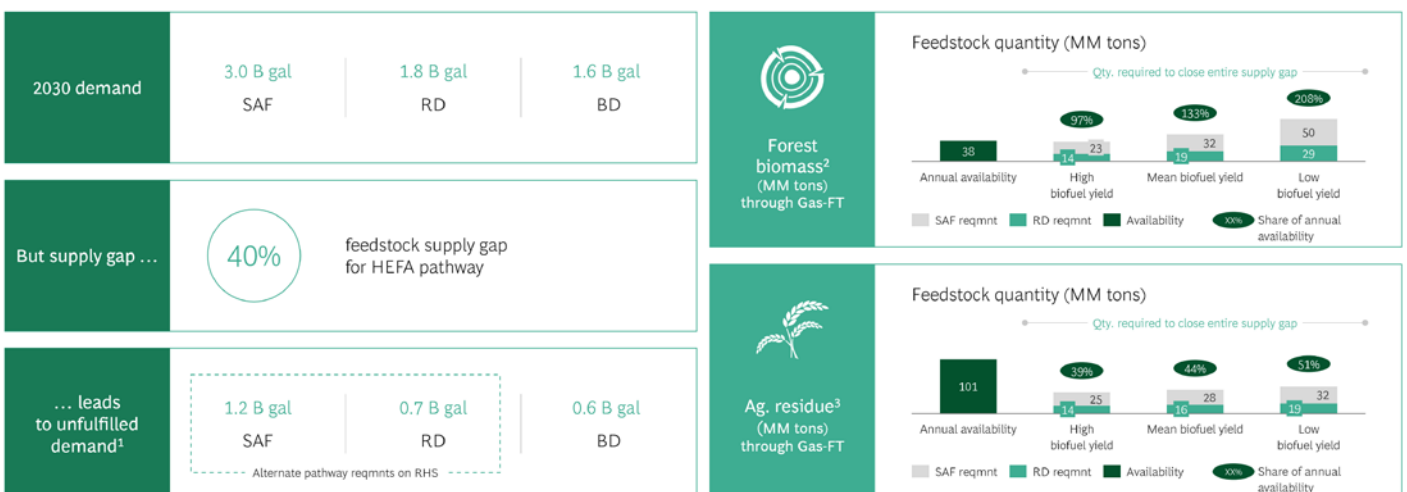 2030 demand
3.0 B gal
SAF
1.8 B gal
RD
1.6 B gal
BD
But supply gap ...
40%
feedstock supply gap
for HEFA pathway
... leads
to unfulfilled
demand¹
1.2 B gal
SAF
0.7 B gal
RD
0.6 B gal
BD
Alternate pathway reqmnts on RHS
Forest
biomass²
(MM tons)
through Gas-FT
Feedstock quantity (MM tons)
Qty. required to close entire supply gap
38
97%
14
23
133%
19
32
208%
50
29
Annual availability
High
biofuel yield
Mean biofuel yield
Low
biofuel yield
SAF reqmnt
RD reqmnt
Availability
XX%
Share of annual
availability
Ag. residue³
(MM tons)
through Gas-FT
Feedstock quantity (MM tons)
Qty. required to close entire supply gap
101
39%
14
25
44%
16
28
51%
19
32
Annual availability
High
biofuel yield
Mean biofuel yield
Low
biofuel yield
SAF reqmnt
RD reqmnt
Availability
XX%
Share of annual
availability